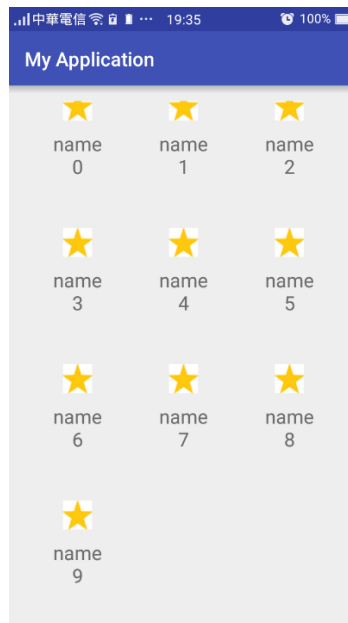 中華電信 ... 19:35 100%
My Application
name name name
0 1 2
name name name
3 4 5
name name name
6 7 8
name
9